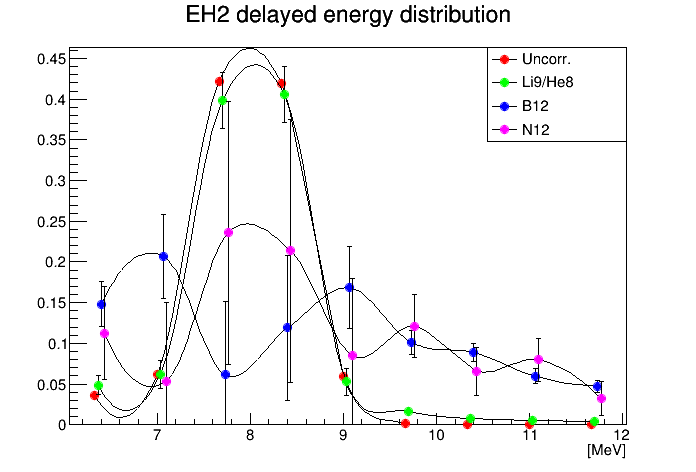 EH2 delayed energy distribution
0.45
0.4
0.35
0.3
0.25
0.2
0.15
0.1
0.05
0
Uncorr.
Li9/He8
B12
N12
7 8 9 10 11 12
[MeV]